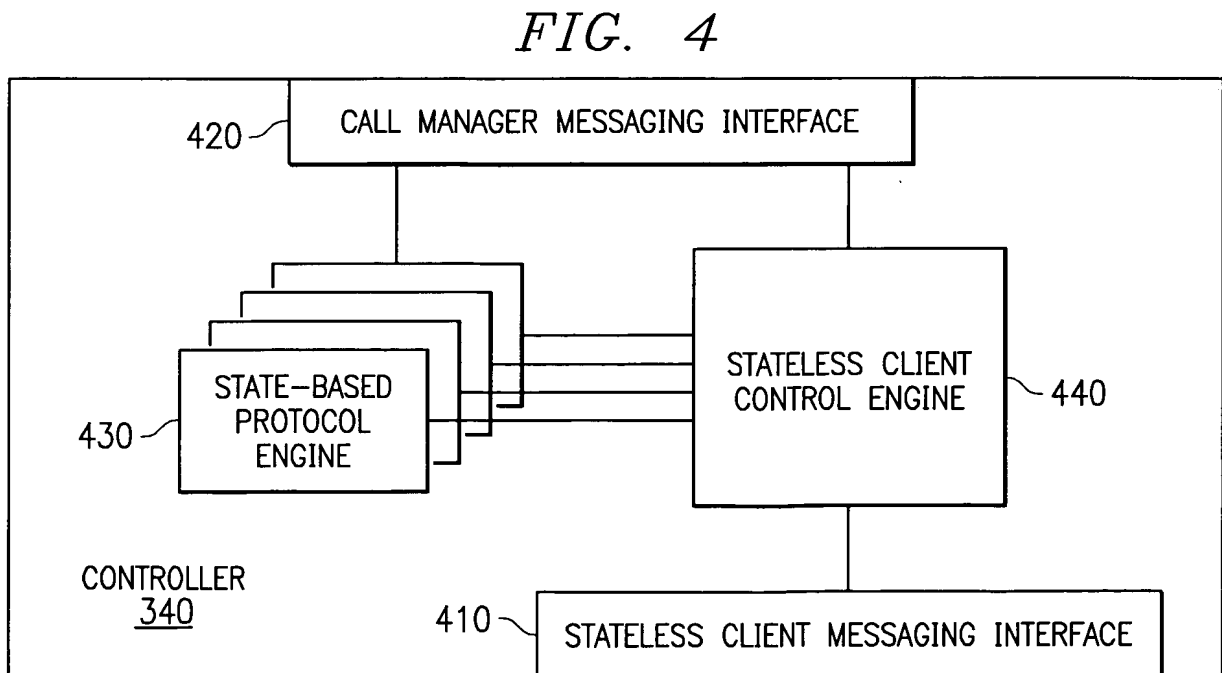 FIG. 4
420
CALL MANAGER MESSAGING INTERFACE
STATE-BASED
PROTOCOL
ENGINE
430
STATELESS CLIENT
CONTROL ENGINE
440
CONTROLLER
340
410
STATELESS CLIENT MESSAGING INTERFACE